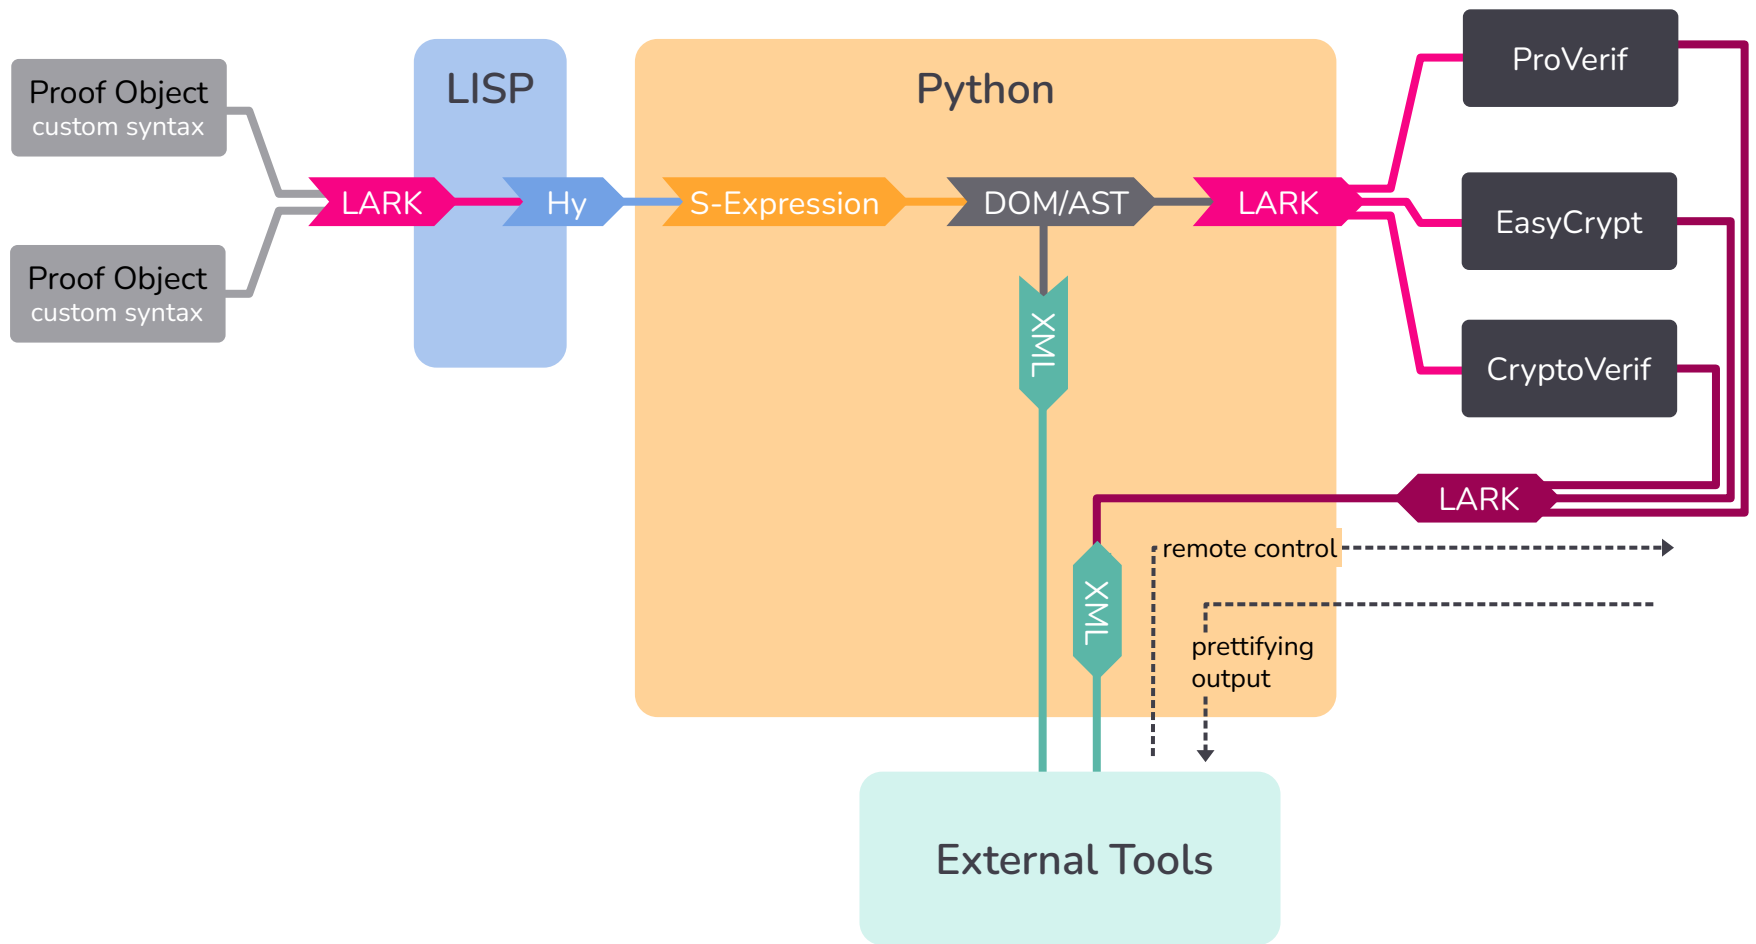 Proof Object
custom syntax
Proof Object
custom syntax
LARK
LISP
Hy
Python
S-Expression
DOM/AST
LARK
XML
ProVerif
EasyCrypt
CryptoVerif
LARK
XML
remote control
prettifying
output
External Tools